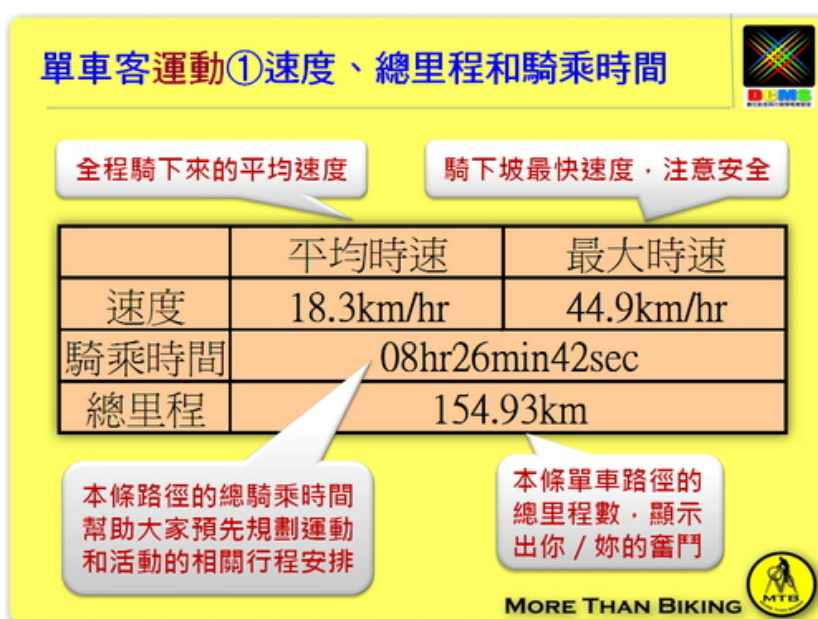 單車客運動①速度、總里程和騎乘時間
DCMS
全程騎下來的平均速度
騎下坡最快速度，注意安全
平均時速 最大時速
速度 18.3km/hr 44.9km/hr
騎乘時間 08hr26min42sec
總里程 154.93km
本條路徑的總騎乘時間
幫助大家預先規劃運動
和活動的相關行程安排
本條單車路徑的
總里程數，顯示
出你／妳的奮鬥
MORE THAN BIKING
MTB